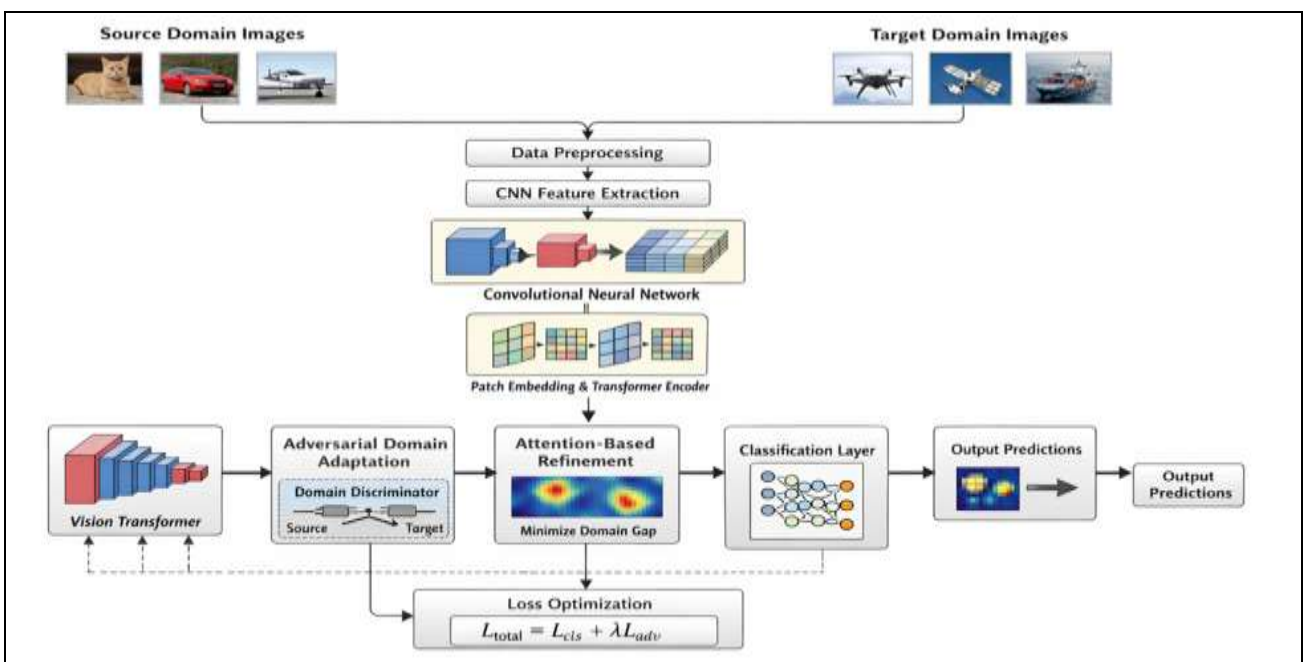 Source Domain Images
Target Domain Images
Data Preprocessing
CNN Feature Extraction
Convolutional Neural Network
Patch Embedding & Transformer Encoder
Vision Transformer
Adversarial Domain
Adaptation
Domain Discriminator
Source
Target
Attention-Based
Refinement
Minimize Domain Gap
Classification Layer
Output Predictions
Output
Predictions
Loss Optimization
L_total = L_cls + λL_adv